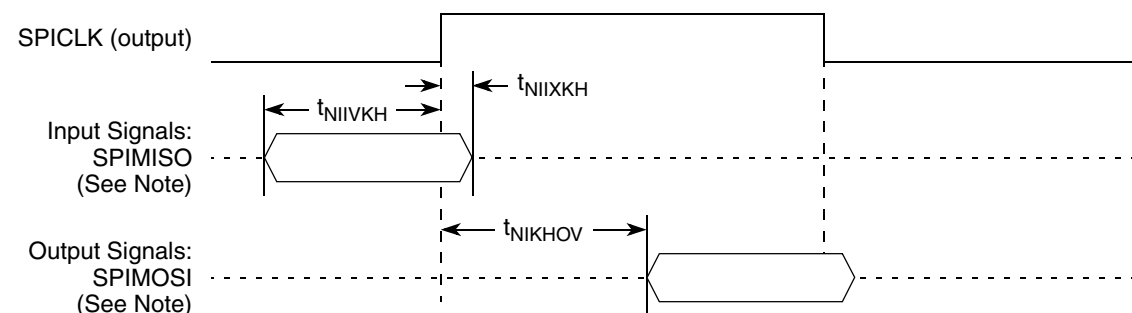 SPICLK (output)
tNIIXKH
tNIIVKH
Input Signals:
SPIMISO
(See Note)
tNIKHOV
Output Signals:
SPIMOSI
(See Note)